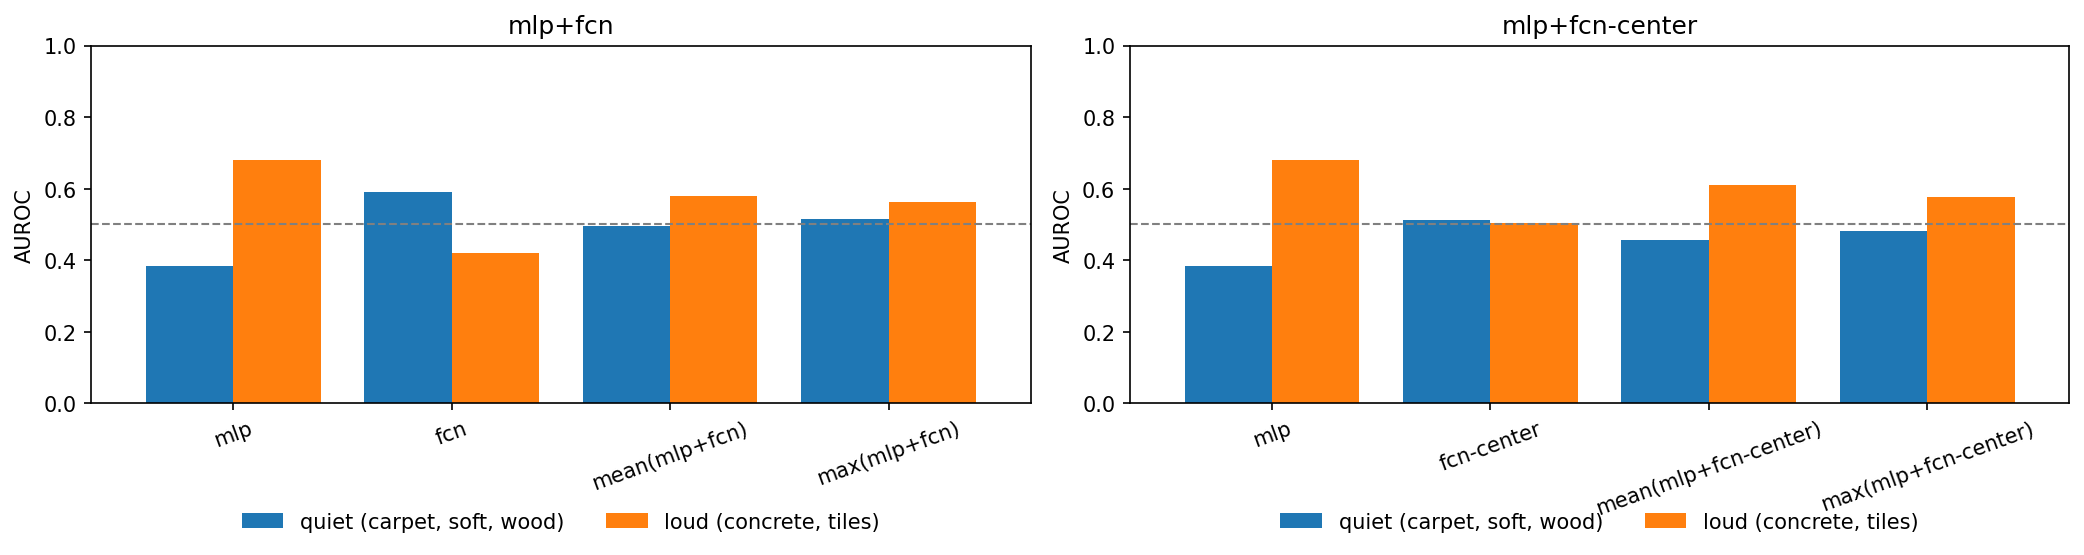 mlp+fcn
AUROC
1.0
0.8
0.6
0.4
0.2
0.0
mlp
fcn
mean(mlp+fcn)
max(mlp+fcn)
quiet (carpet, soft, wood)
loud (concrete, tiles)
mlp+fcn-center
AUROC
1.0
0.8
0.6
0.4
0.2
0.0
mlp
fcn-center
mean(mlp+fcn-center)
max(mlp+fcn-center)
quiet (carpet, soft, wood)
loud (concrete, tiles)